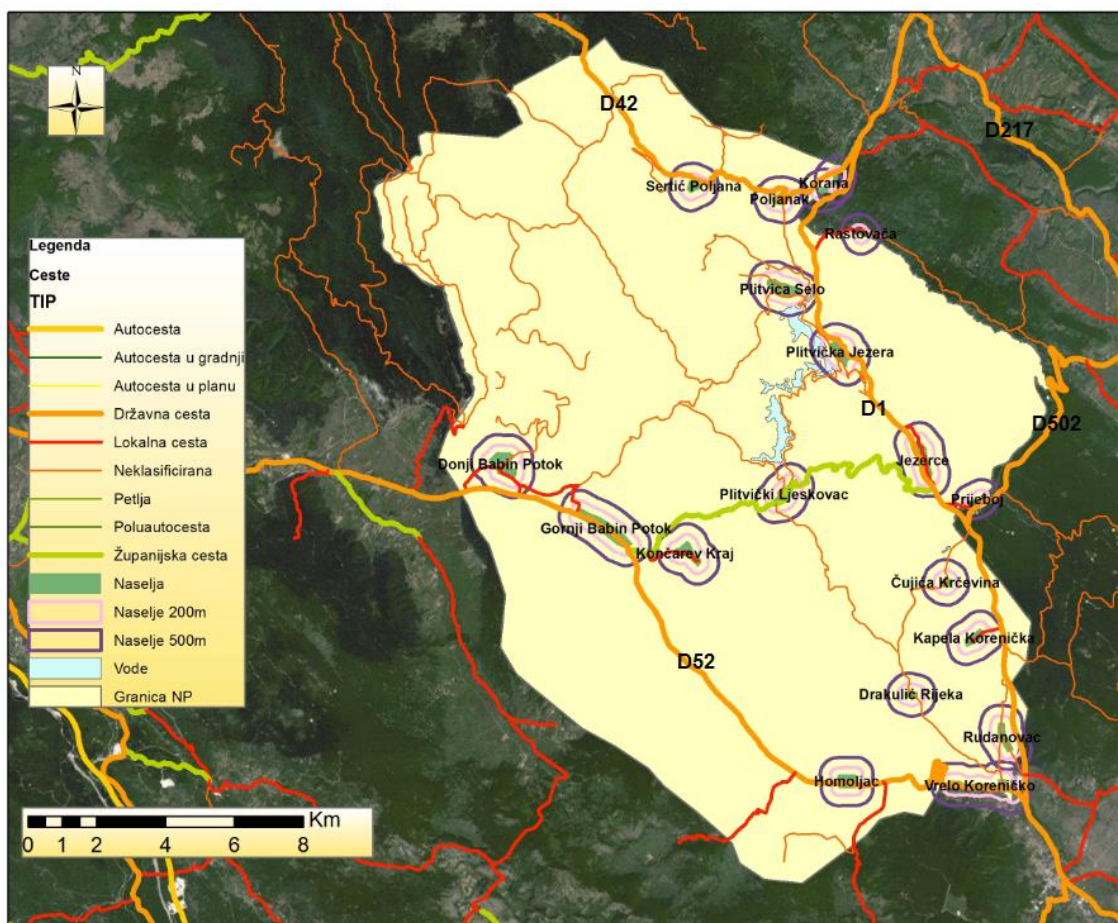 N
D42
D217
Sertić Poljana
Korana
Poljanak
Rastovača
Plitvica Selo
Plitvička Jezera
D1
D502
Jezerce
Donji Babin Potok
Plitvički Ljeskovac
Prijeboj
Gornji Babin Potok
Končarev Kraj
Čujića Krčevina
Kapela Korenička
D52
Drakulić Rijeka
Rudanovac
Homoljac
Vrelo Koreničko
Legenda
Ceste
TIP
Autocesta
Autocesta u gradnji
Autocesta u planu
Državna cesta
Lokalna cesta
Neklasificirana
Petlja
Poluautocesta
Županijska cesta
Naselja
Naselje 200m
Naselje 500m
Vode
Granica NP
Km
0 1 2 4 6 8